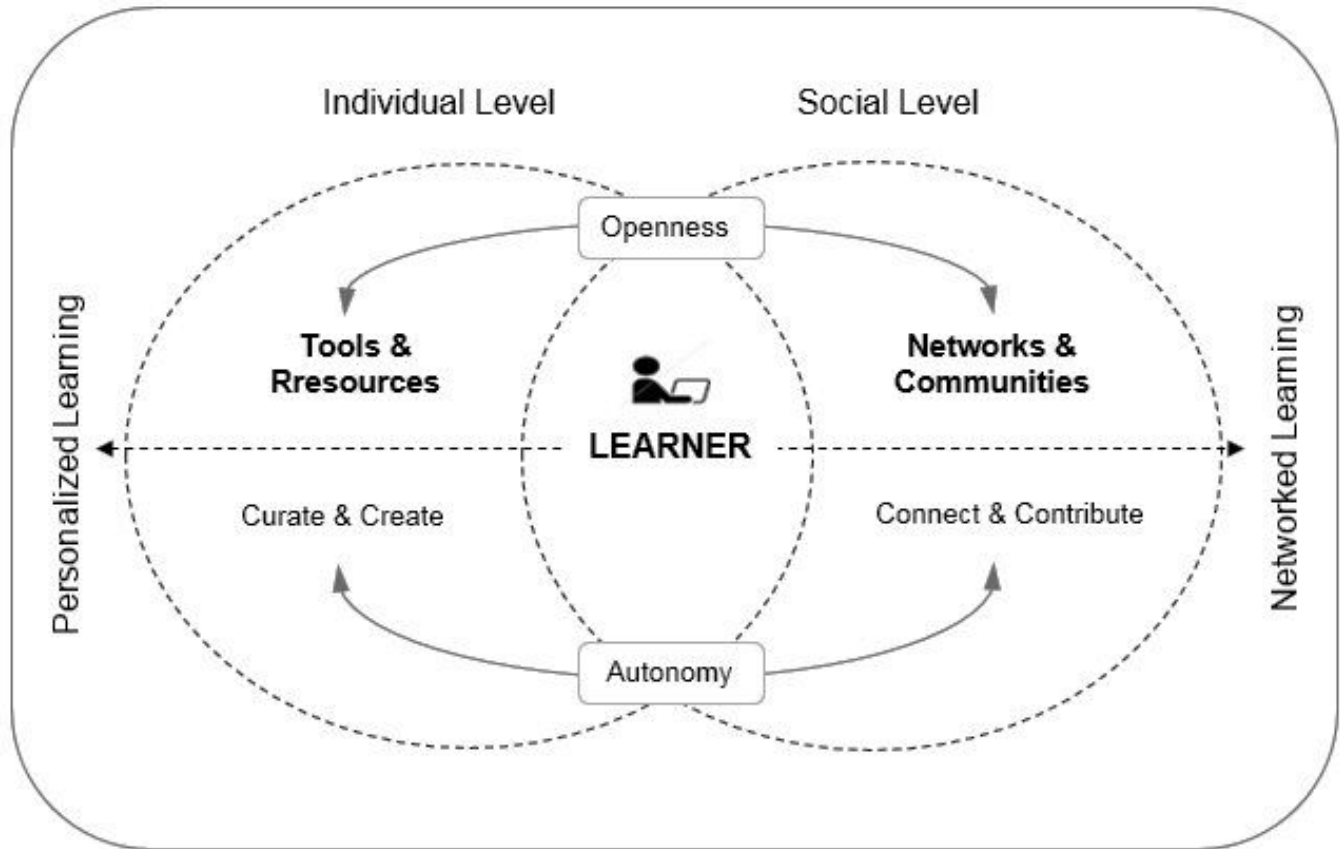 Individual Level
Social Level
Openness
Personalized Learning
Tools &
Rresources
Networks &
Communities
Networked Learning
LEARNER
Curate & Create
Connect & Contribute
Autonomy